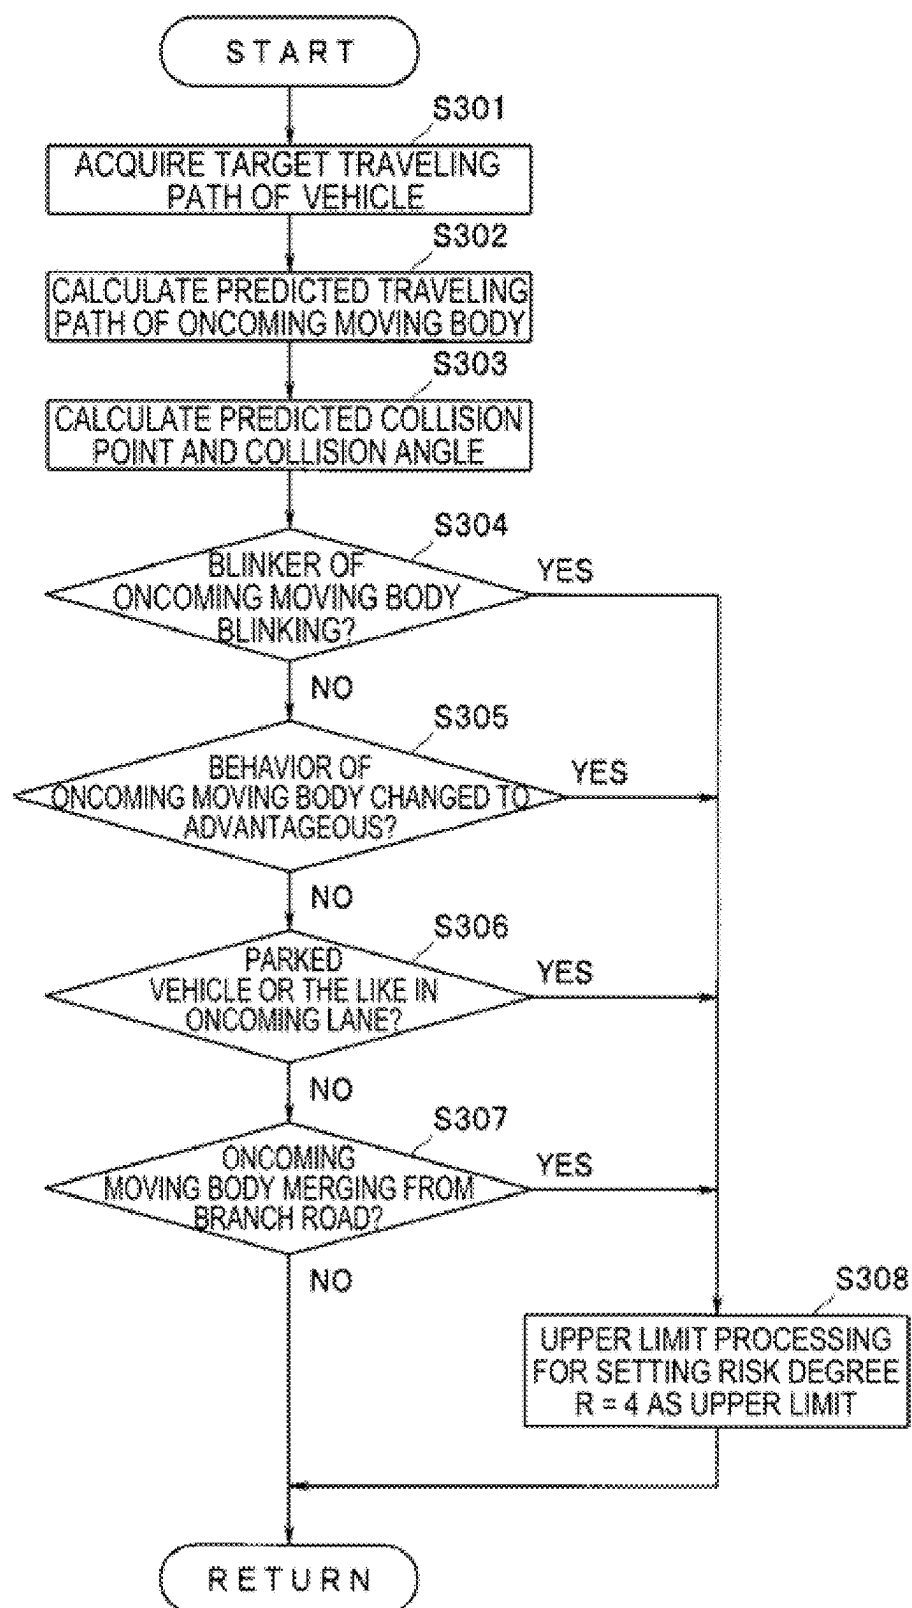 START
S301
ACQUIRE TARGET TRAVELING
PATH OF VEHICLE
S302
CALCULATE PREDICTED TRAVELING
PATH OF ONCOMING MOVING BODY
S303
CALCULATE PREDICTED COLLISION
POINT AND COLLISION ANGLE
S304
BLINKER OF
ONCOMING MOVING BODY
BLINKING?
YES
NO
S305
BEHAVIOR OF
ONCOMING MOVING BODY CHANGED TO
ADVANTAGEOUS?
YES
NO
S306
PARKED
VEHICLE OR THE LIKE IN
ONCOMING LANE?
YES
NO
S307
ONCOMING
MOVING BODY MERGING FROM
BRANCH ROAD?
YES
NO
S308
UPPER LIMIT PROCESSING
FOR SETTING RISK DEGREE
R = 4 AS UPPER LIMIT
RETURN